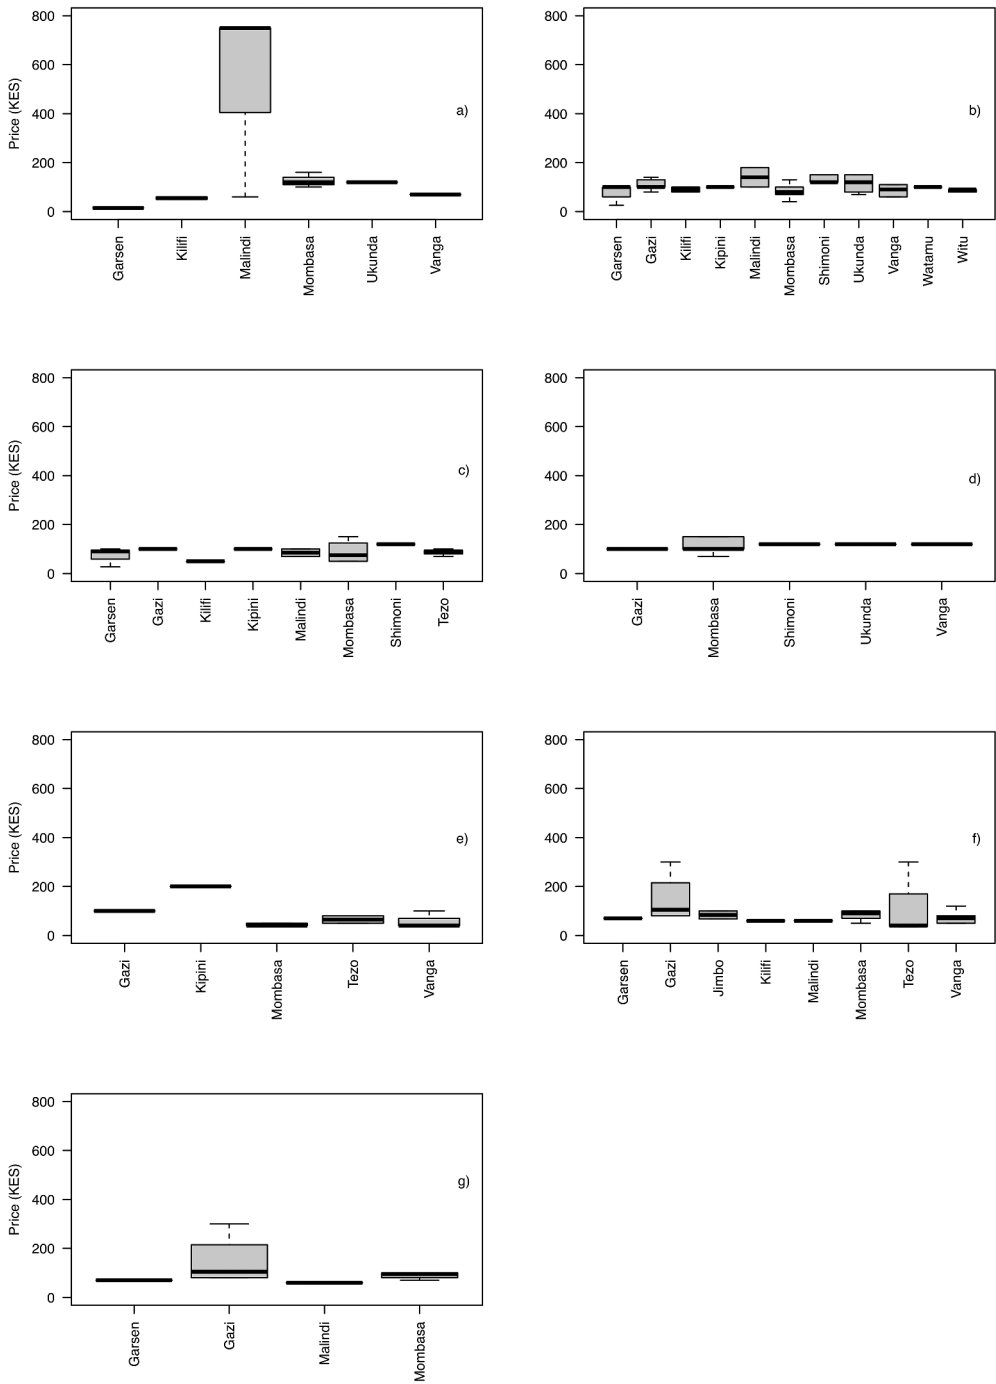 800
600
400
200
0
Price (KES)
a)
Garsen
Kilifi
Malindi
Mombasa
Ukunda
Vanga
800
600
400
200
0
b)
Garsen
Gazi
Kilifi
Kipini
Malindi
Mombasa
Shimoni
Ukunda
Vanga
Watamu
Witu
800
600
400
200
0
Price (KES)
c)
Garsen
Gazi
Kilifi
Kipini
Malindi
Mombasa
Shimoni
Tezo
800
600
400
200
0
d)
Gazi
Mombasa
Shimoni
Ukunda
Vanga
800
600
400
200
0
Price (KES)
e)
Gazi
Kipini
Mombasa
Tezo
Vanga
800
600
400
200
0
f)
Garsen
Gazi
Jimbo
Kilifi
Malindi
Mombasa
Tezo
Vanga
800
600
400
200
0
Price (KES)
g)
Garsen
Gazi
Malindi
Mombasa